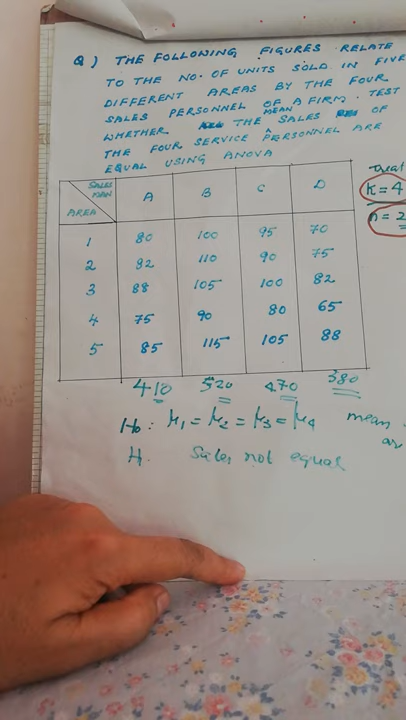 Q) THE FOLLOWING FIGURES RELATE
TO THE NO. OF UNITS SOLD IN FIVE
DIFFERENT AREAS BY THE FOUR
SALES PERSONNEL OF A FIRM. TEST
WHETHER THE MEAN SALES OF
THE FOUR SERVICE PERSONNEL ARE
EQUAL USING ANOVA
SALES MAN A B C D
AREA
1 80 100 95 70
2 82 110 90 75
3 88 105 100 82
4 75 90 80 65
5 85 115 105 88
410 520 470 380
K=4
n=2
H₀: μ₁ = μ₂ = μ₃ = μ₄ mean
H. Sales not equal